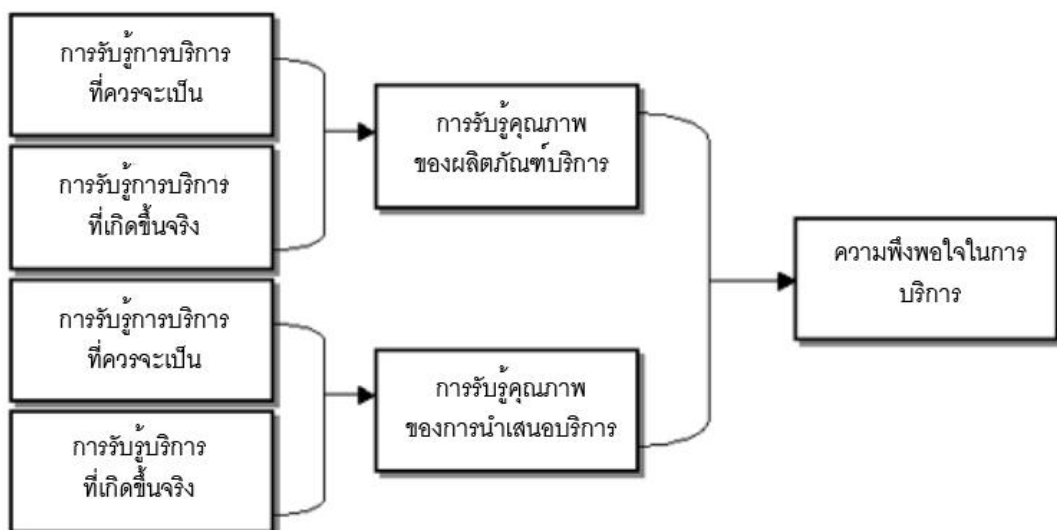 การรับรู้การบริการ
ที่ควรจะเป็น
การรับรู้การบริการ
ที่เกิดขึ้นจริง
การรับรู้คุณภาพ
ของผลิตภัณฑ์บริการ
ความพึงพอใจในการ
บริการ
การรับรู้การบริการ
ที่ควรจะเป็น
การรับรู้บริการ
ที่เกิดขึ้นจริง
การรับรู้คุณภาพ
ของการนำเสนอบริการ